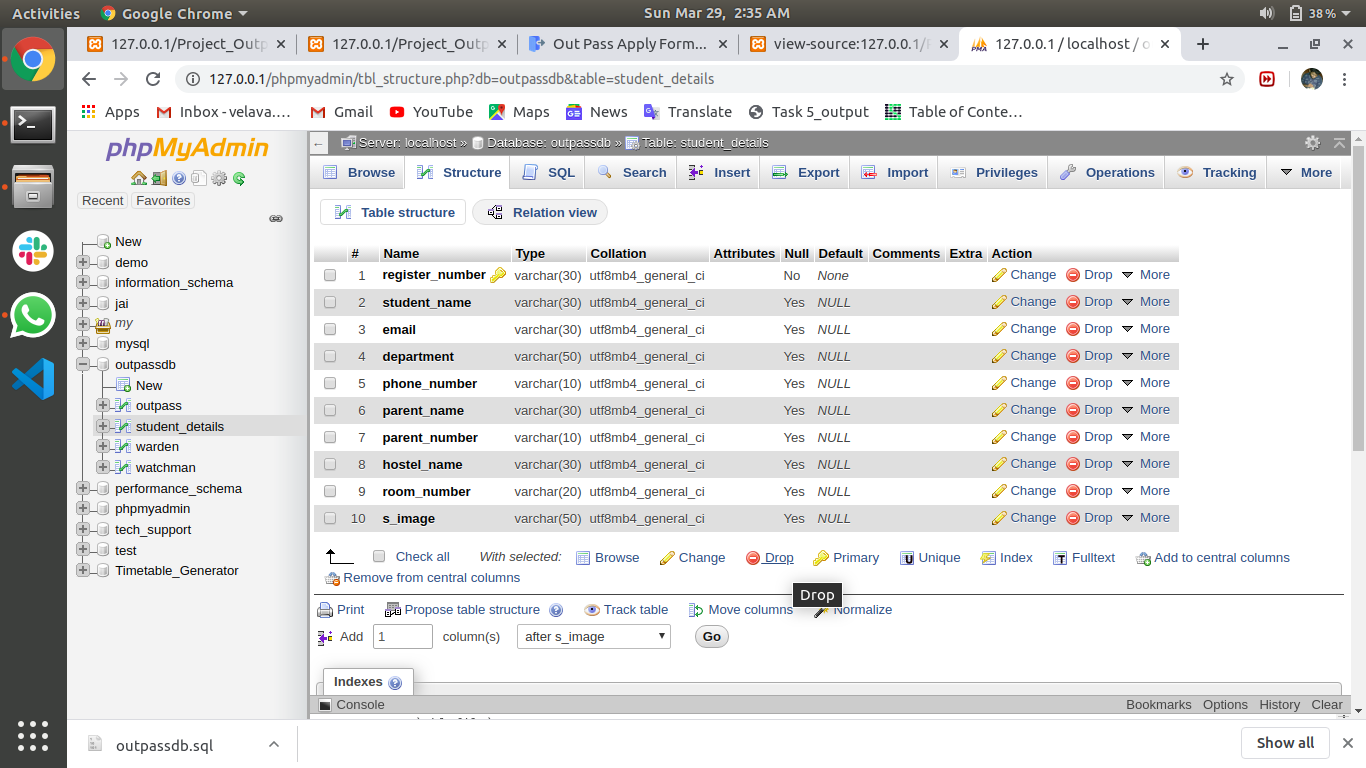 Activities Google Chrome Sun Mar 29, 2:35 AM 38%
127.0.0.1/Project_Outp 127.0.0.1/Project_Outp Out Pass Apply Form... view-source:127.0.0.1/P 127.0.0.1 / localhost / o
127.0.0.1/phpmyadmin/tbl_structure.php?db=outpassdb&table=student_details
Apps Inbox - velava.... Gmail YouTube Maps News Translate Task 5_output Table of Conte...
phpMyAdmin
Recent Favorites
New
demo
information_schema
jai
my
mysql
outpassdb
New
outpass
student_details
warden
watchman
performance_schema
phpmyadmin
tech_support
test
Timetable_Generator
Server: localhost » Database: outpassdb » Table: student_details
Browse Structure SQL Search Insert Export Import Privileges Operations Tracking More
Table structure Relation view
# Name Type Collation Attributes Null Default Comments Extra Action
1 register_number varchar(30) utf8mb4_general_ci No None Change Drop More
2 student_name varchar(30) utf8mb4_general_ci Yes NULL Change Drop More
3 email varchar(30) utf8mb4_general_ci Yes NULL Change Drop More
4 department varchar(50) utf8mb4_general_ci Yes NULL Change Drop More
5 phone_number varchar(10) utf8mb4_general_ci Yes NULL Change Drop More
6 parent_name varchar(30) utf8mb4_general_ci Yes NULL Change Drop More
7 parent_number varchar(10) utf8mb4_general_ci Yes NULL Change Drop More
8 hostel_name varchar(30) utf8mb4_general_ci Yes NULL Change Drop More
9 room_number varchar(20) utf8mb4_general_ci Yes NULL Change Drop More
10 s_image varchar(50) utf8mb4_general_ci Yes NULL Change Drop More
Check all With selected: Browse Change Drop Primary Unique Index Fulltext Add to central columns
Remove from central columns
Drop
Print Propose table structure Track table Move columns Normalize
Add 1 column(s) after s_image Go
Indexes
Console Bookmarks Options History Clear
outpassdb.sql Show all